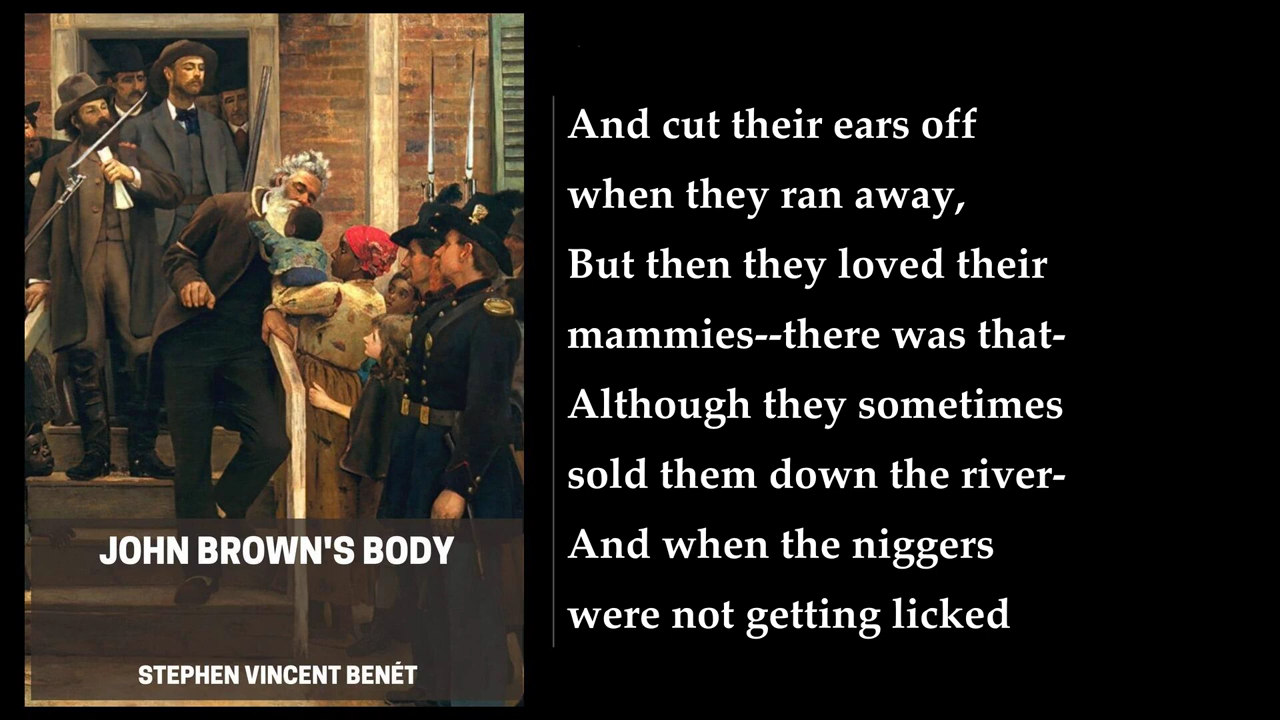 JOHN BROWN'S BODY
STEPHEN VINCENT BENÉT
And cut their ears off
when they ran away,
But then they loved their
mammies--there was that-
Although they sometimes
sold them down the river-
And when the niggers
were not getting licked